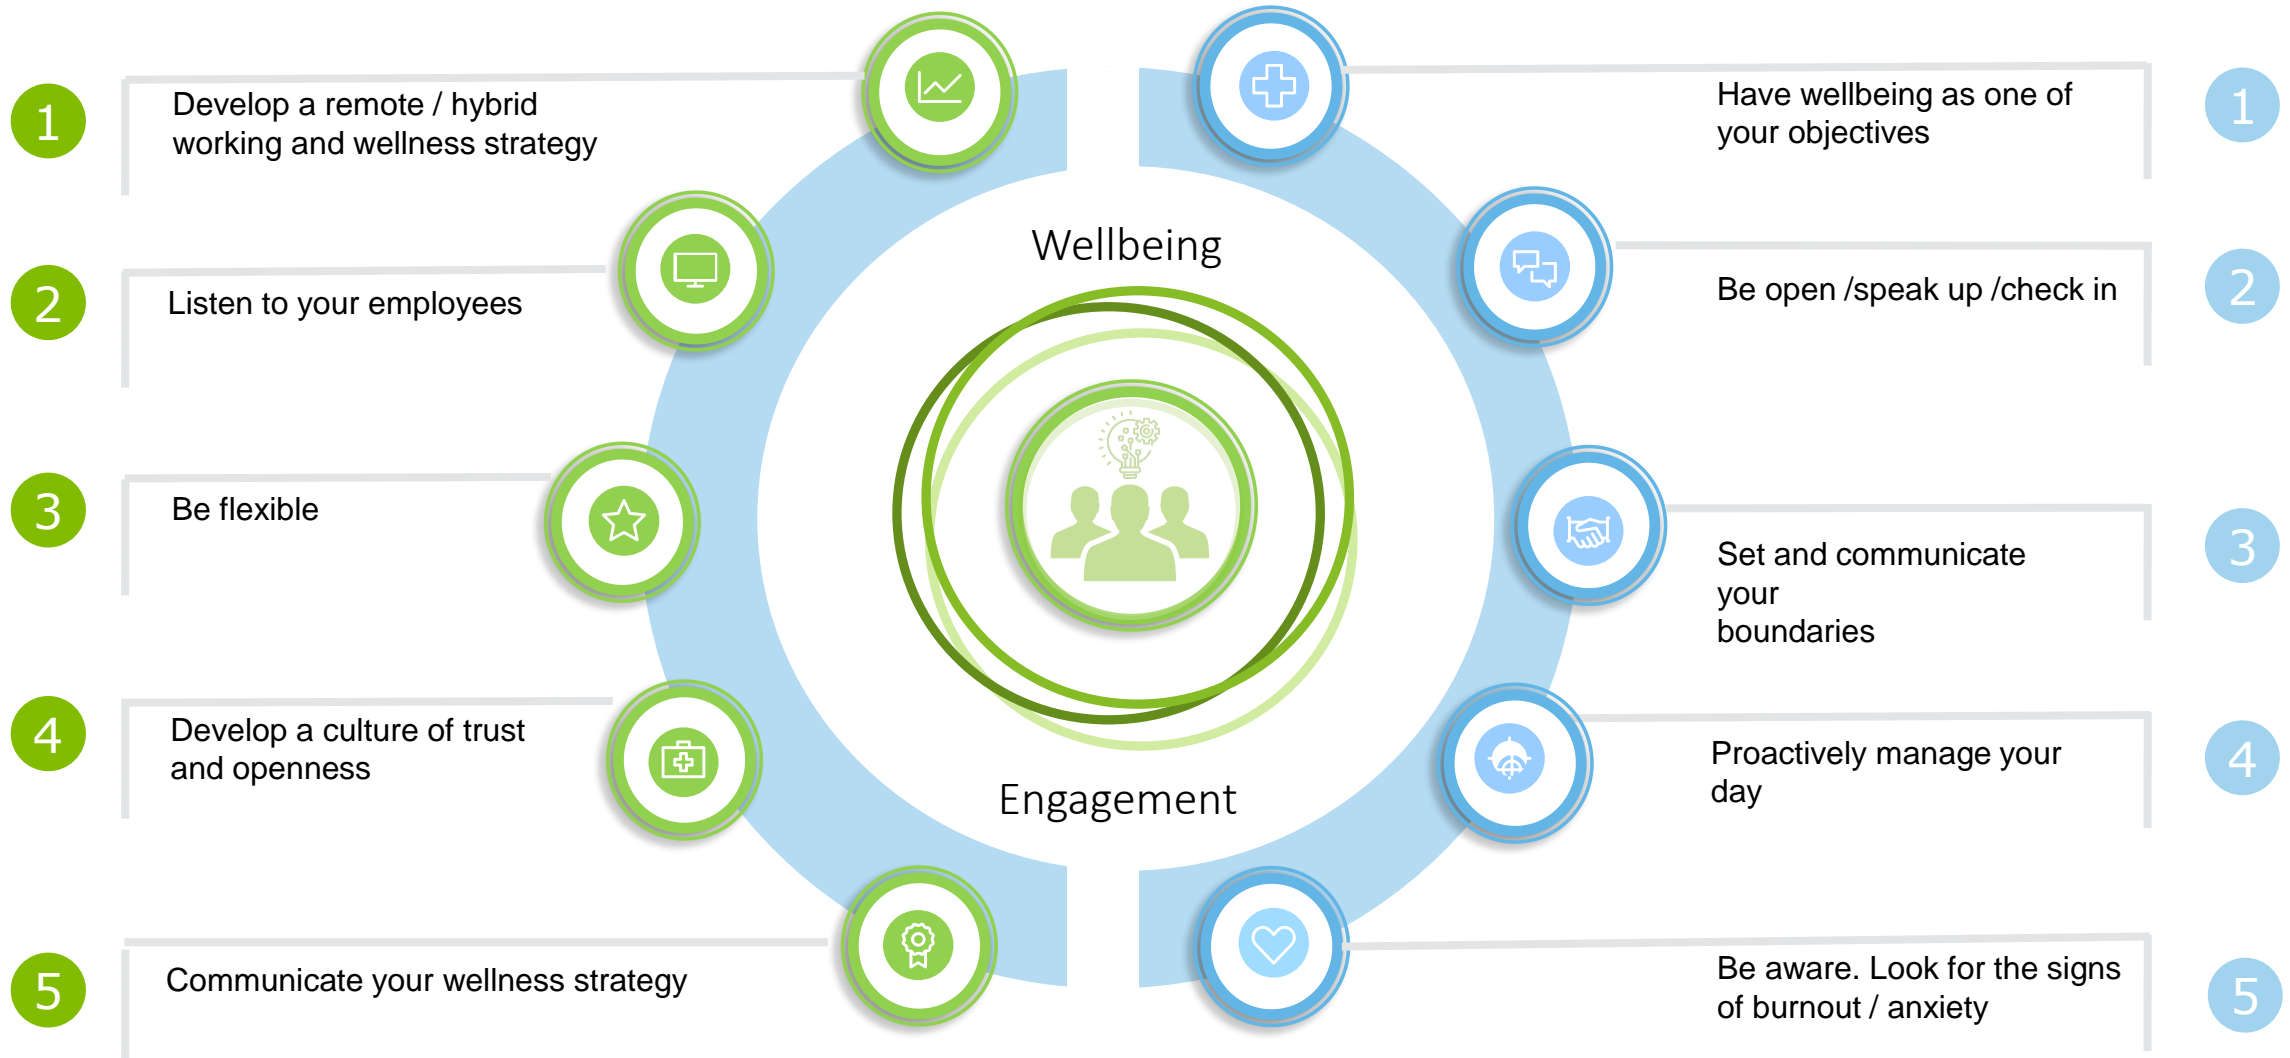 1
Develop a remote / hybrid
working and wellness strategy
2
Listen to your employees
3
Be flexible
4
Develop a culture of trust
and openness
5
Communicate your wellness strategy
Wellbeing
Engagement
Have wellbeing as one of
your objectives
1
Be open /speak up /check in
2
Set and communicate
your
boundaries
3
Proactively manage your
day
4
Be aware. Look for the signs
of burnout / anxiety
5